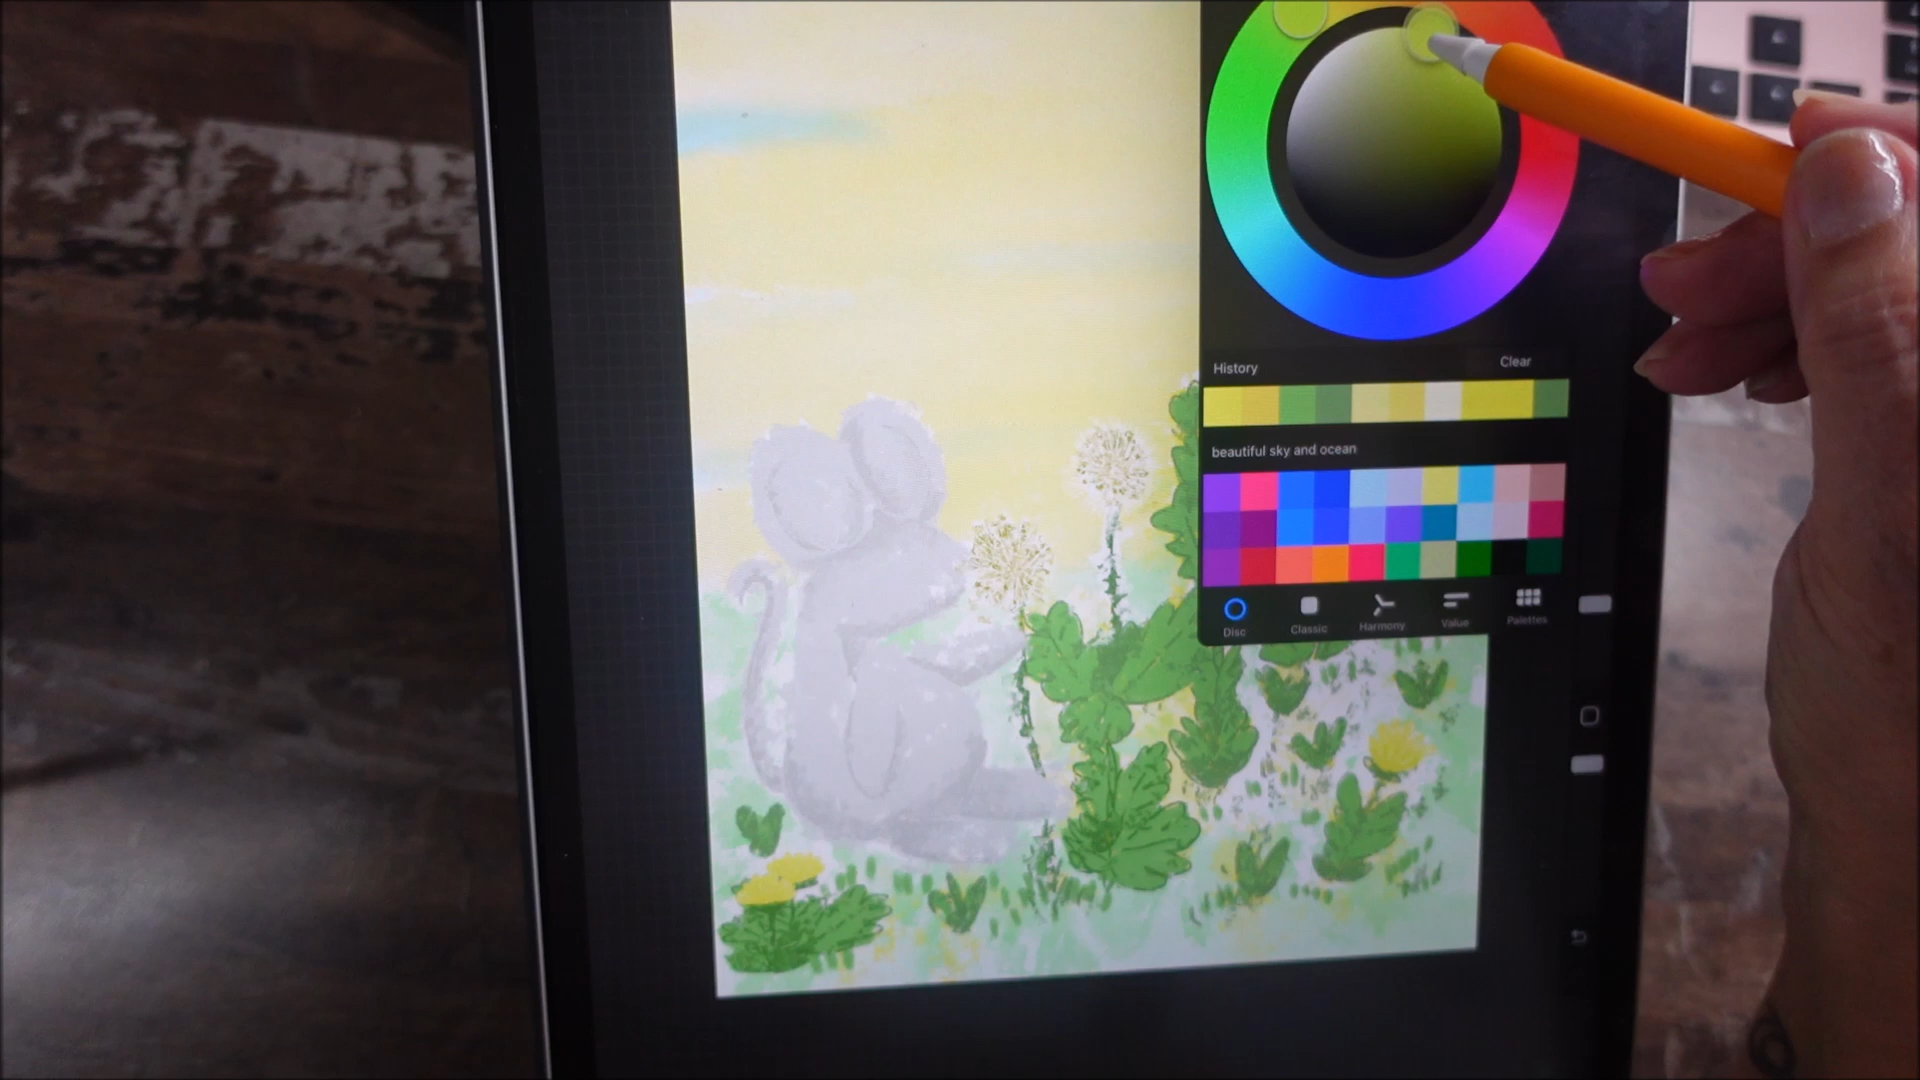 History
Clear
beautiful sky and ocean
Disc
Classic
Harmony
Value
Palettes